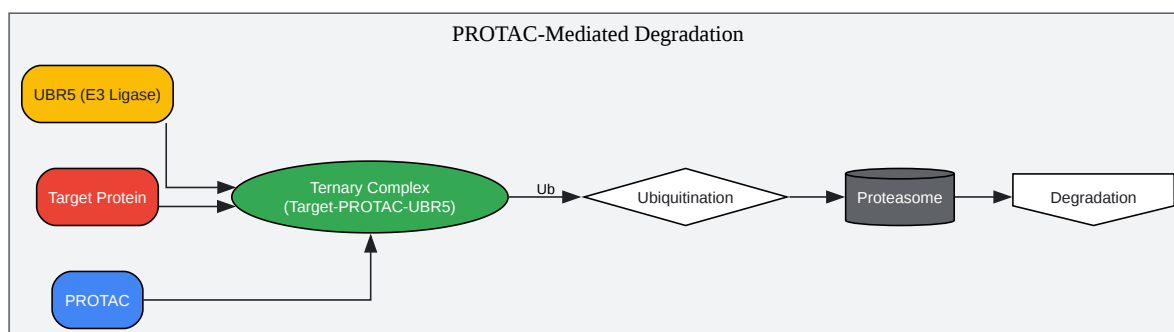 PROTAC-Mediated Degradation
UBR5 (E3 Ligase)
Target Protein
PROTAC
Ternary Complex
(Target-PROTAC-UBR5)
Ub
Ubiquitination
Proteasome
Degradation